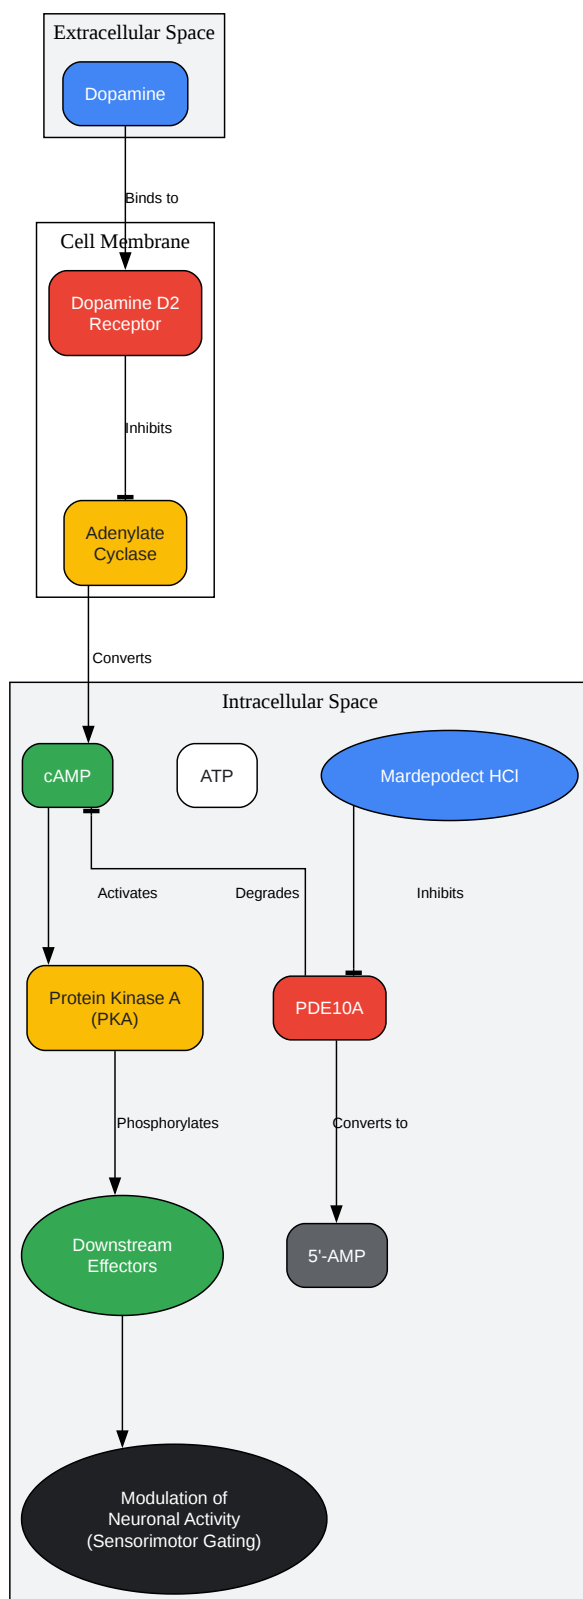 Extracellular Space
Dopamine
Binds to
Cell Membrane
Dopamine D2
Receptor
Inhibits
Adenylate
Cyclase
Converts
Intracellular Space
cAMP
ATP
Mardepodect HCl
Activates
Degrades
Inhibits
Protein Kinase A
(PKA)
PDE10A
Phosphorylates
Converts to
Downstream
Effectors
5'-AMP
Modulation of
Neuronal Activity
(Sensorimotor Gating)